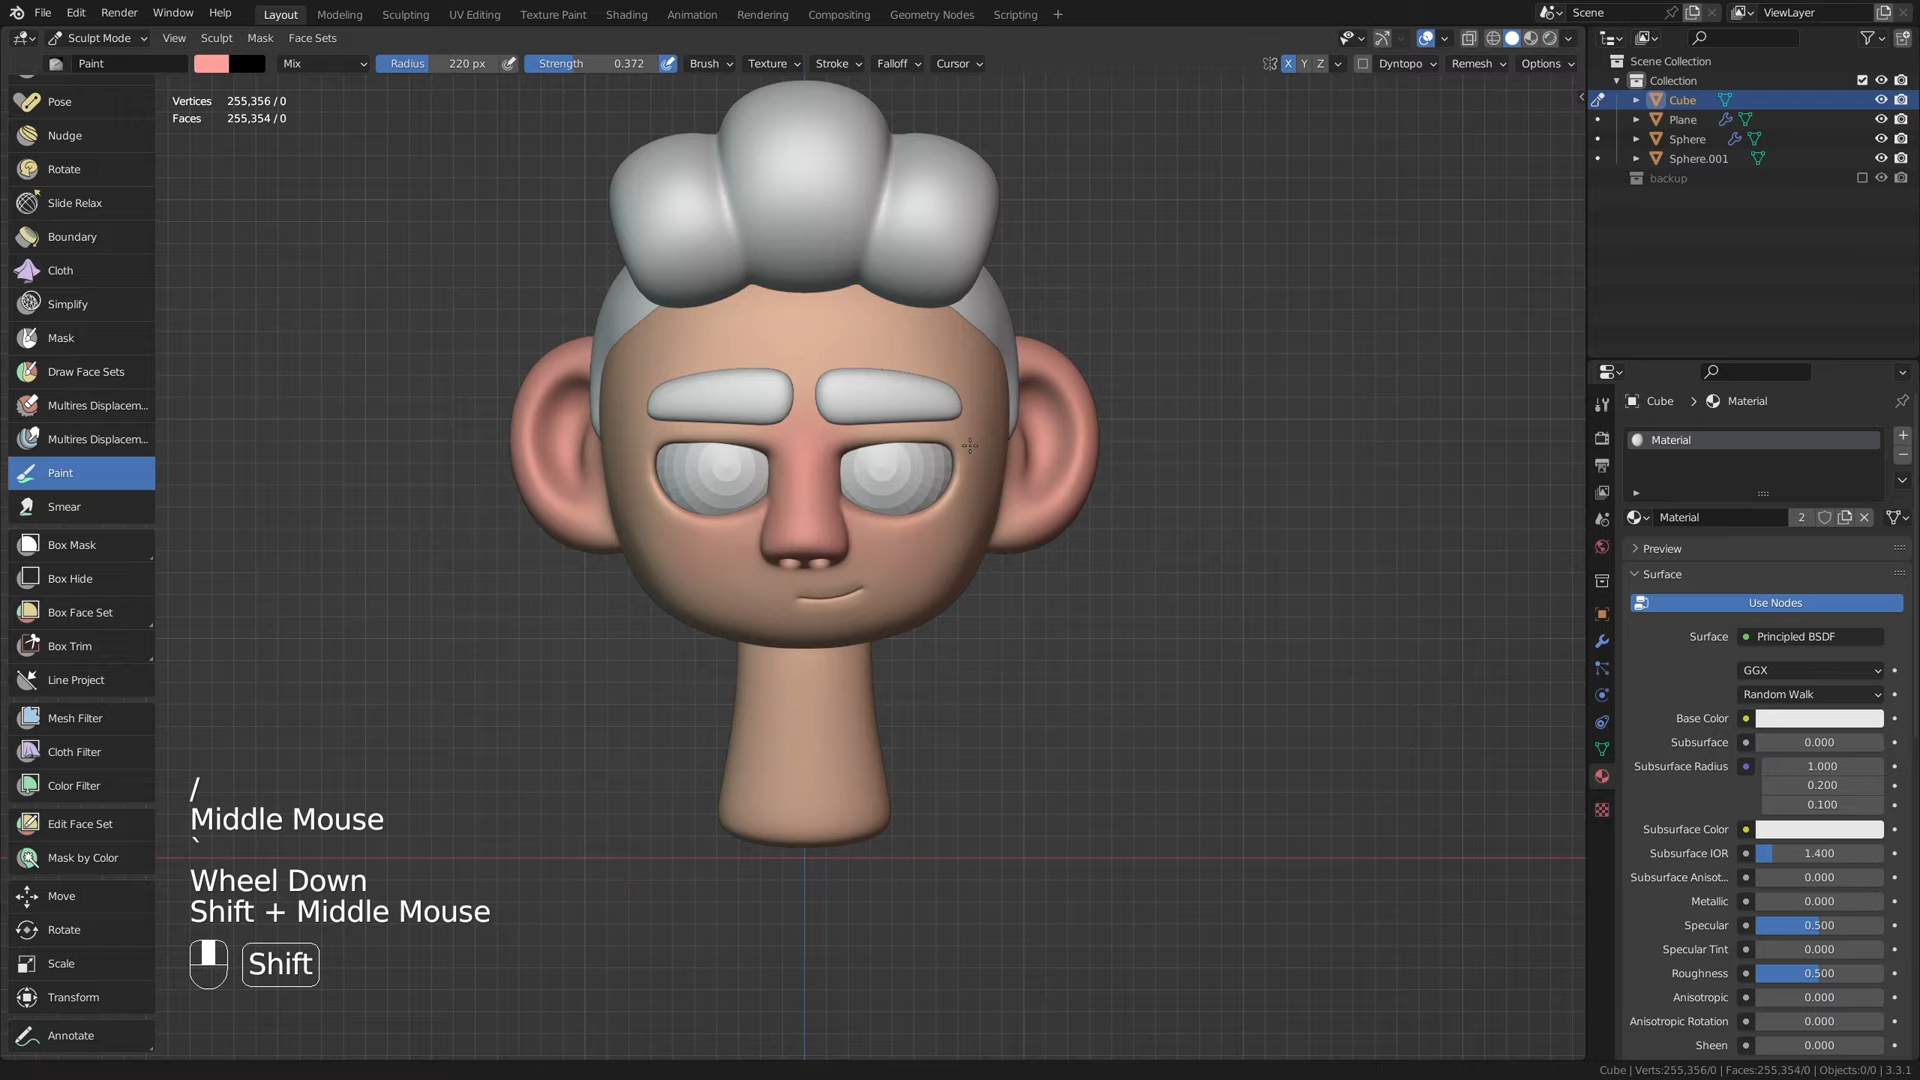 File Edit Render Window Help Layout Modeling Sculpting UV Editing Texture Paint Shading Animation Rendering Compositing Geometry Nodes Scripting + Scene ViewLayer
Sculpt Mode View Sculpt Mask Face Sets
Paint Mix Radius 220 px Strength 0.372 Brush Texture Stroke Falloff Cursor X Y Z Dyntopo Remesh Options
Vertices 255,356 / 0
Faces 255,354 / 0
Pose
Nudge
Rotate
Slide Relax
Boundary
Cloth
Simplify
Mask
Draw Face Sets
Multires Displacem...
Multires Displacem...
Paint
Smear
Box Mask
Box Hide
Box Face Set
Box Trim
Line Project
Mesh Filter
Cloth Filter
Color Filter
Edit Face Set
Mask by Color
Move
Rotate
Scale
Transform
Annotate
/
Middle Mouse
`
Wheel Down
Shift + Middle Mouse
Shift
Scene Collection
Collection
Cube
Plane
Sphere
Sphere.001
backup
Cube > Material
Material
Material 2
Preview
Surface
Use Nodes
Surface Principled BSDF
GGX
Random Walk
Base Color
Subsurface 0.000
Subsurface Radius 1.000
0.200
0.100
Subsurface Color
Subsurface IOR 1.400
Subsurface Anisot... 0.000
Metallic 0.000
Specular 0.500
Specular Tint 0.000
Roughness 0.500
Anisotropic 0.000
Anisotropic Rotation 0.000
Sheen 0.000
Cube | Verts:255,356/0 | Faces:255,354/0 | Objects:0/0 | 3.3.1